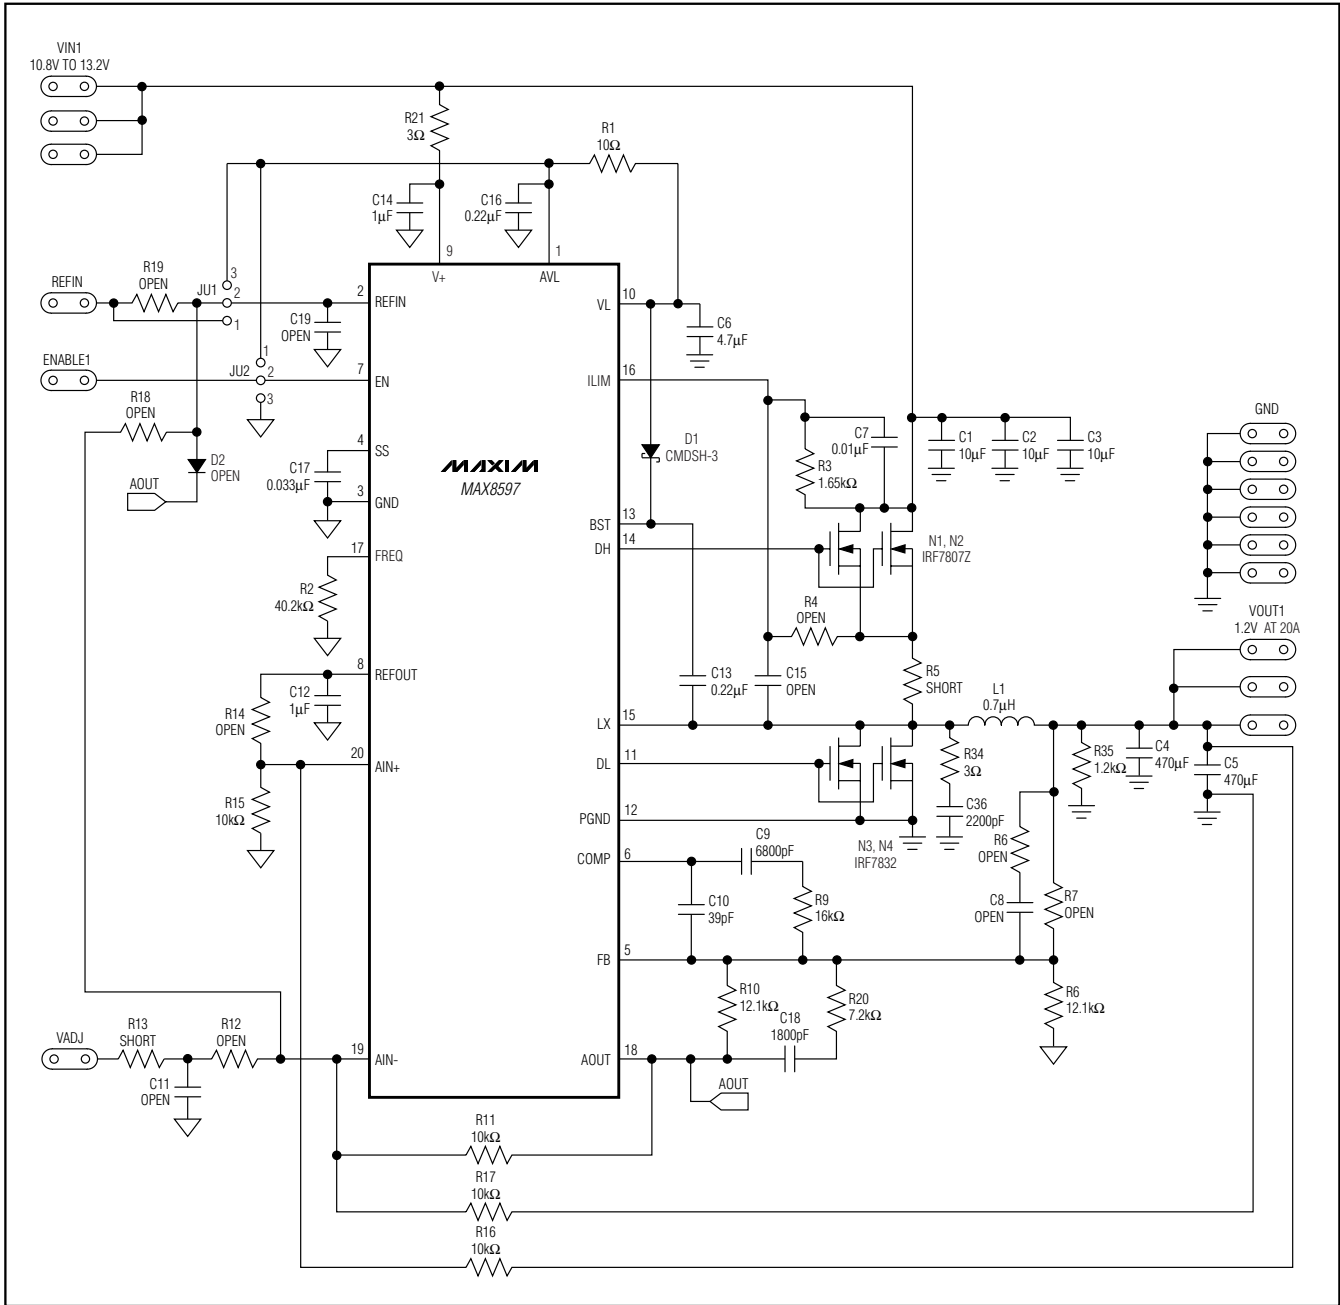 VIN1
10.8V TO 13.2V
R21
3Ω
R1
10Ω
C14
1µF
C16
0.22µF
9
1
V+
AVL
REFIN
R19
OPEN
JU1
3
2
1
2
REFIN
C19
OPEN
10
VL
C6
4.7µF
ENABLE1
JU2
1
2
3
7
EN
16
ILIM
R18
OPEN
D2
OPEN
AOUT
4
SS
C17
0.033µF
3
GND
MAXIM
MAX8597
D1
CMDSH-3
R3
1.65kΩ
C7
0.01µF
C1
10µF
C2
10µF
C3
10µF
GND
13
BST
14
DH
N1, N2
IRF7807Z
17
FREQ
R2
40.2kΩ
R4
OPEN
VOUT1
1.2V AT 20A
8
REFOUT
C12
1µF
R14
OPEN
C13
0.22µF
C15
OPEN
R5
SHORT
L1
0.7µH
15
LX
20
AIN+
R15
10kΩ
11
DL
R34
3Ω
R35
1.2kΩ
C4
470µF
C5
470µF
12
PGND
C36
2200pF
N3, N4
IRF7832
6
COMP
C9
6800pF
R6
OPEN
C10
39pF
R9
16kΩ
C8
OPEN
R7
OPEN
5
FB
R10
12.1kΩ
C18
1800pF
R20
7.2kΩ
R6
12.1kΩ
VADJ
R13
SHORT
R12
OPEN
C11
OPEN
19
AIN-
18
AOUT
AOUT
R11
10kΩ
R17
10kΩ
R16
10kΩ